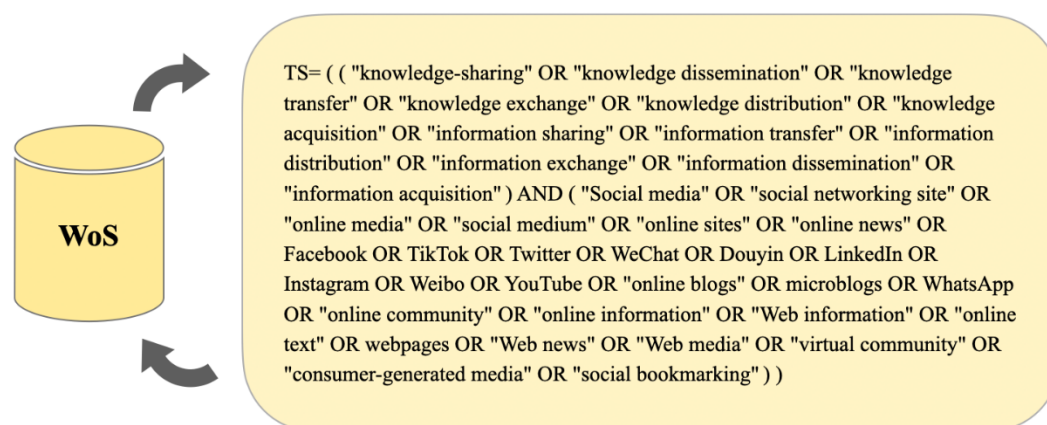 WoS
TS= ( ( "knowledge-sharing" OR "knowledge dissemination" OR "knowledge
transfer" OR "knowledge exchange" OR "knowledge distribution" OR "knowledge
acquisition" OR "information sharing" OR "information transfer" OR "information
distribution" OR "information exchange" OR "information dissemination" OR
"information acquisition" ) AND ( "Social media" OR "social networking site" OR
"online media" OR "social medium" OR "online sites" OR "online news" OR
Facebook OR TikTok OR Twitter OR WeChat OR Douyin OR LinkedIn OR
Instagram OR Weibo OR YouTube OR "online blogs" OR microblogs OR WhatsApp
OR "online community" OR "online information" OR "Web information" OR "online
text" OR webpages OR "Web news" OR "Web media" OR "virtual community" OR
"consumer-generated media" OR "social bookmarking" ) )